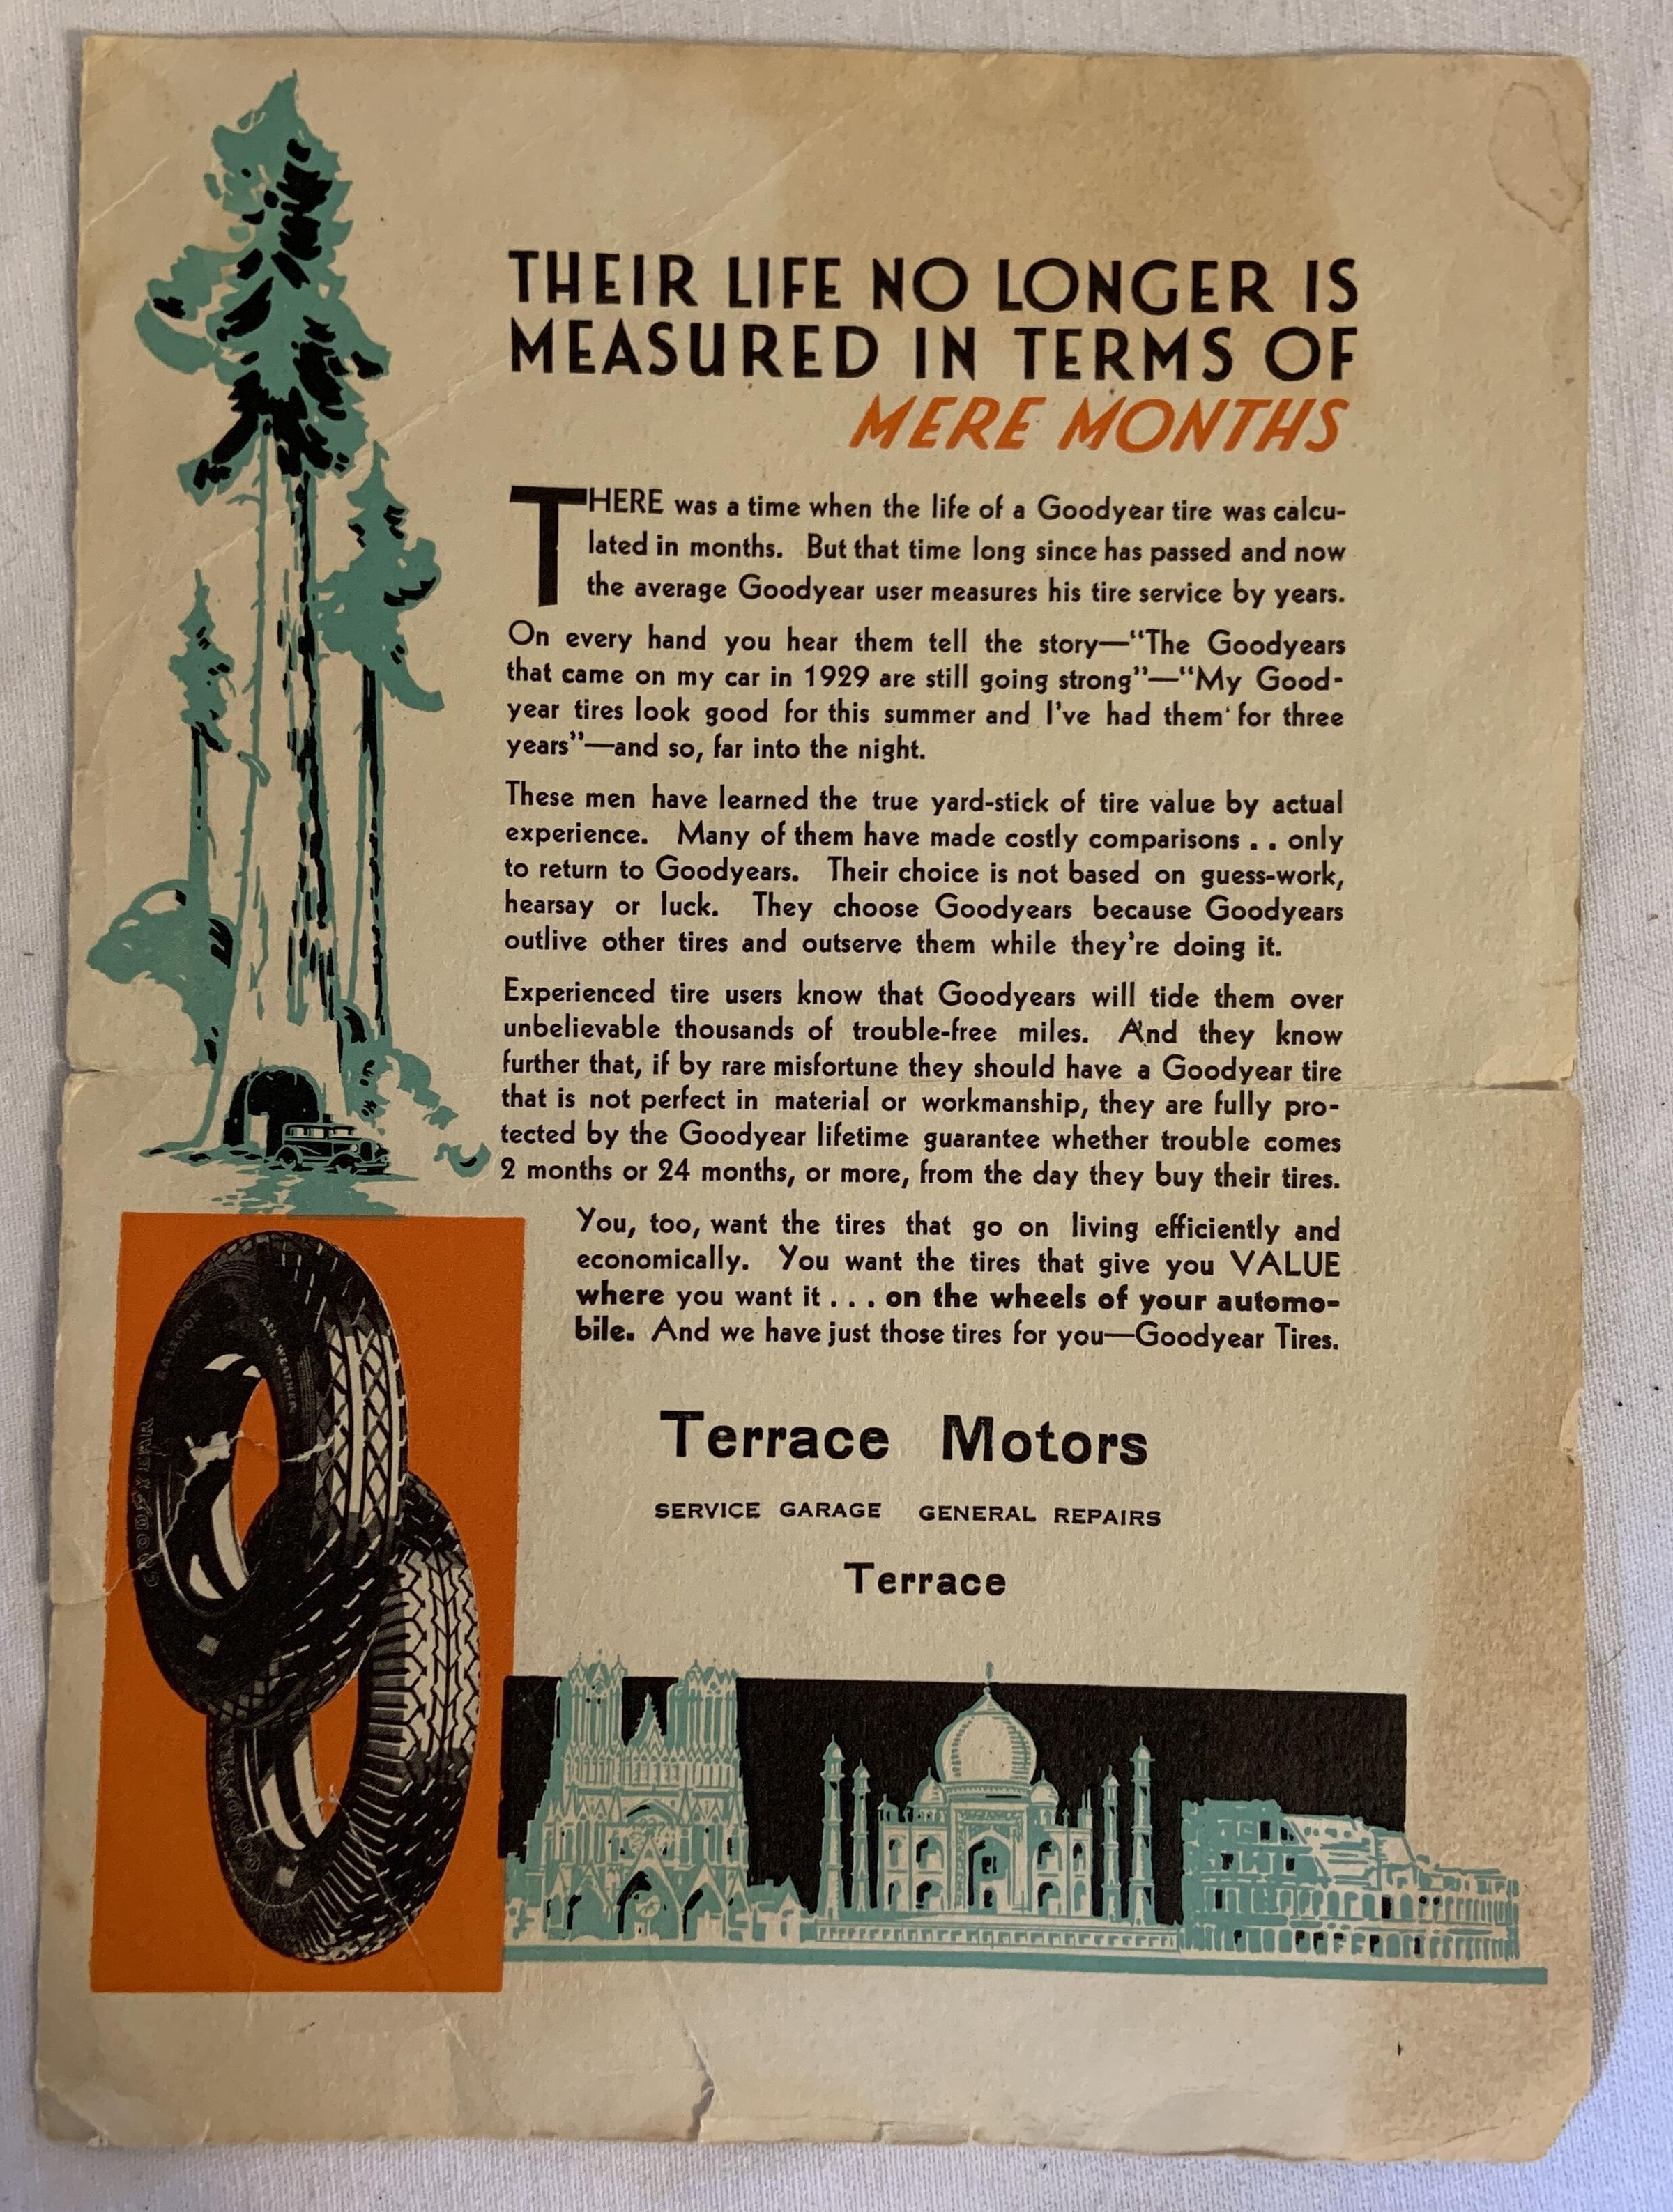 THEIR LIFE NO LONGER IS
MEASURED IN TERMS OF
MERE MONTHS
THERE was a time when the life of a Goodyear tire was calcu-
lated in months. But that time long since has passed and now
the average Goodyear user measures his tire service by years.
On every hand you hear them tell the story—“The Goodyears
that came on my car in 1929 are still going strong”—“My Good-
year tires look good for this summer and I’ve had them for three
years”—and so, far into the night.
These men have learned the true yard-stick of tire value by actual
experience. Many of them have made costly comparisons . . only
to return to Goodyears. Their choice is not based on guess-work,
hearsay or luck. They choose Goodyears because Goodyears
outlive other tires and outserve them while they’re doing it.
Experienced tire users know that Goodyears will tide them over
unbelievable thousands of trouble-free miles. And they know
further that, if by rare misfortune they should have a Goodyear tire
that is not perfect in material or workmanship, they are fully pro-
tected by the Goodyear lifetime guarantee whether trouble comes
2 months or 24 months, or more, from the day they buy their tires.
You, too, want the tires that go on living efficiently and
economically. You want the tires that give you VALUE
where you want it . . . on the wheels of your automo-
bile. And we have just those tires for you—Goodyear Tires.
GOODYEAR
BALLOON
ALL WEATHER
Terrace Motors
SERVICE GARAGE GENERAL REPAIRS
Terrace